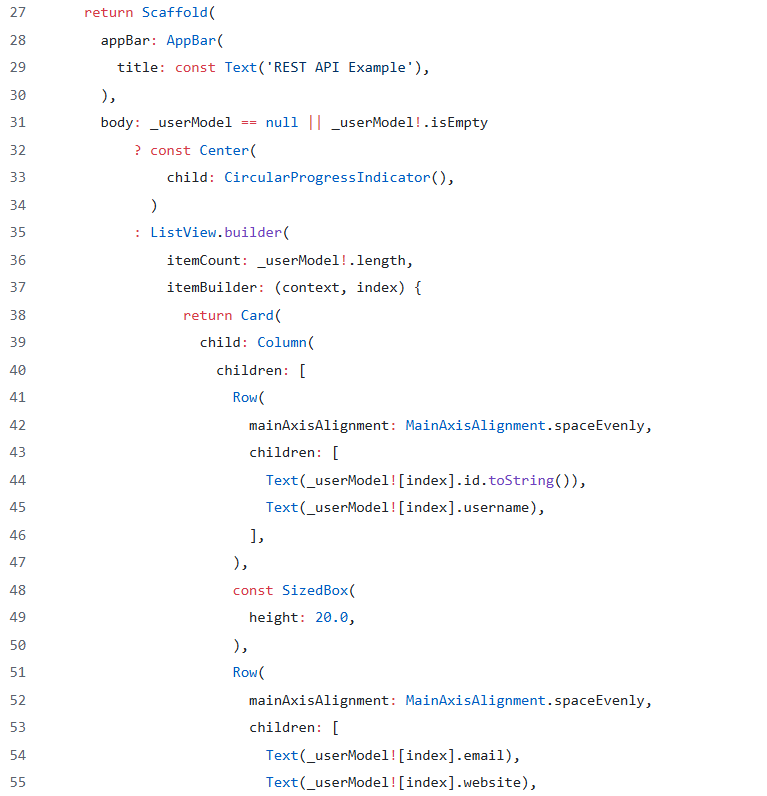 27       return Scaffold(
28         appBar: AppBar(
29           title: const Text('REST API Example'),
30         ),
31         body: _userModel == null || _userModel!.isEmpty
32             ? const Center(
33                 child: CircularProgressIndicator(),
34               )
35             : ListView.builder(
36                 itemCount: _userModel!.length,
37                 itemBuilder: (context, index) {
38                   return Card(
39                     child: Column(
40                       children: [
41                         Row(
42                           mainAxisAlignment: MainAxisAlignment.spaceEvenly,
43                           children: [
44                             Text(_userModel![index].id.toString()),
45                             Text(_userModel![index].username),
46                           ],
47                         ),
48                         const SizedBox(
49                           height: 20.0,
50                         ),
51                         Row(
52                           mainAxisAlignment: MainAxisAlignment.spaceEvenly,
53                           children: [
54                             Text(_userModel![index].email),
55                             Text(_userModel![index].website),